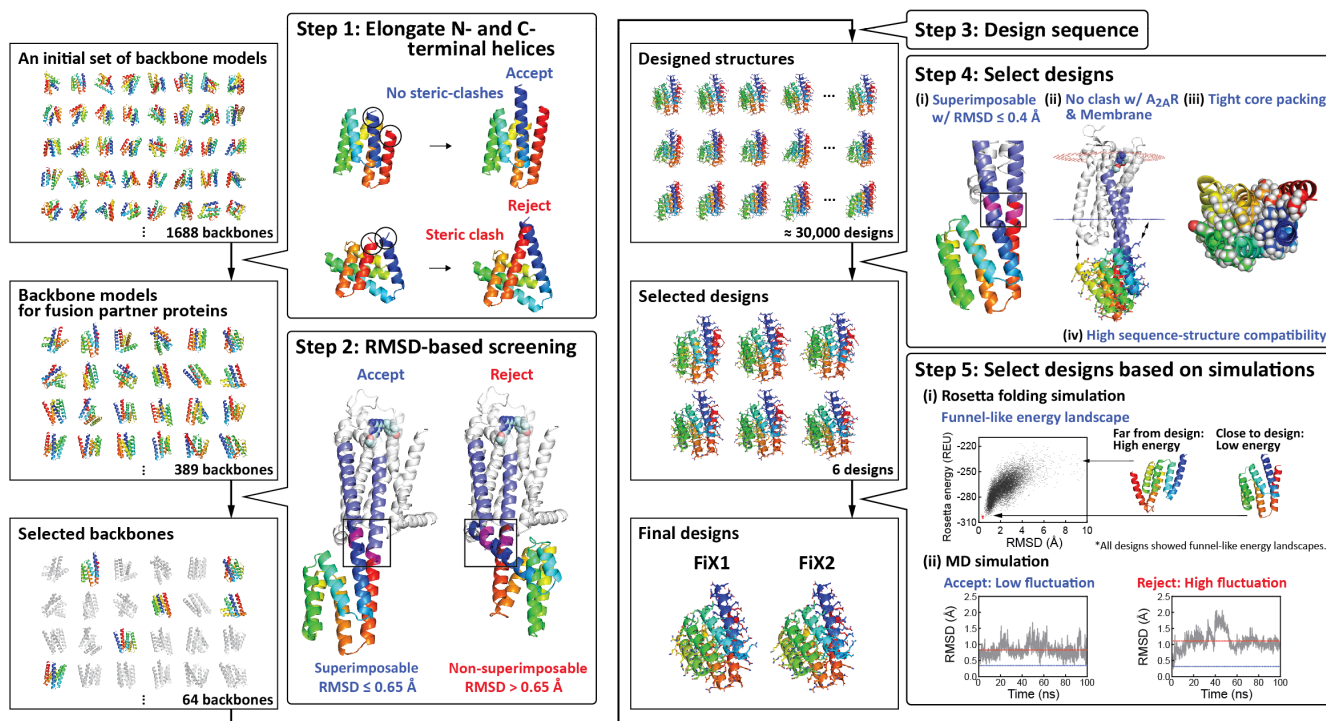 An initial set of backbone models
⋮
1688 backbones
Backbone models
for fusion partner proteins
⋮
389 backbones
Selected backbones
⋮
64 backbones
Step 1: Elongate N- and C-
terminal helices
Accept
No steric-clashes
Reject
Steric clash
Step 2: RMSD-based screening
Accept
Reject
Superimposable
RMSD ≤ 0.65 Å
Non-superimposable
RMSD > 0.65 Å
Designed structures
...
...
...
≈ 30,000 designs
Selected designs
6 designs
Final designs
FiX1
FiX2
Step 3: Design sequence
Step 4: Select designs
(i) Superimposable
w/ RMSD ≤ 0.4 Å
(ii) No clash w/ A2AR
& Membrane
(iii) Tight core packing
(iv) High sequence-structure compatibility
Step 5: Select designs based on simulations
(i) Rosetta folding simulation
Funnel-like energy landscape
Rosetta energy (REU)
-220
-250
-280
-310
0 2 4 6 8 10
RMSD (Å)
Far from design:
High energy
Close to design:
Low energy
*All designs showed funnel-like energy landscapes.
(ii) MD simulation
Accept: Low fluctuation
RMSD (Å)
2.5
2.0
1.5
1.0
0.5
0.0
0 20 40 60 80 100
Time (ns)
Reject: High fluctuation
RMSD (Å)
2.5
2.0
1.5
1.0
0.5
0
0 20 40 60 80 100
Time (ns)